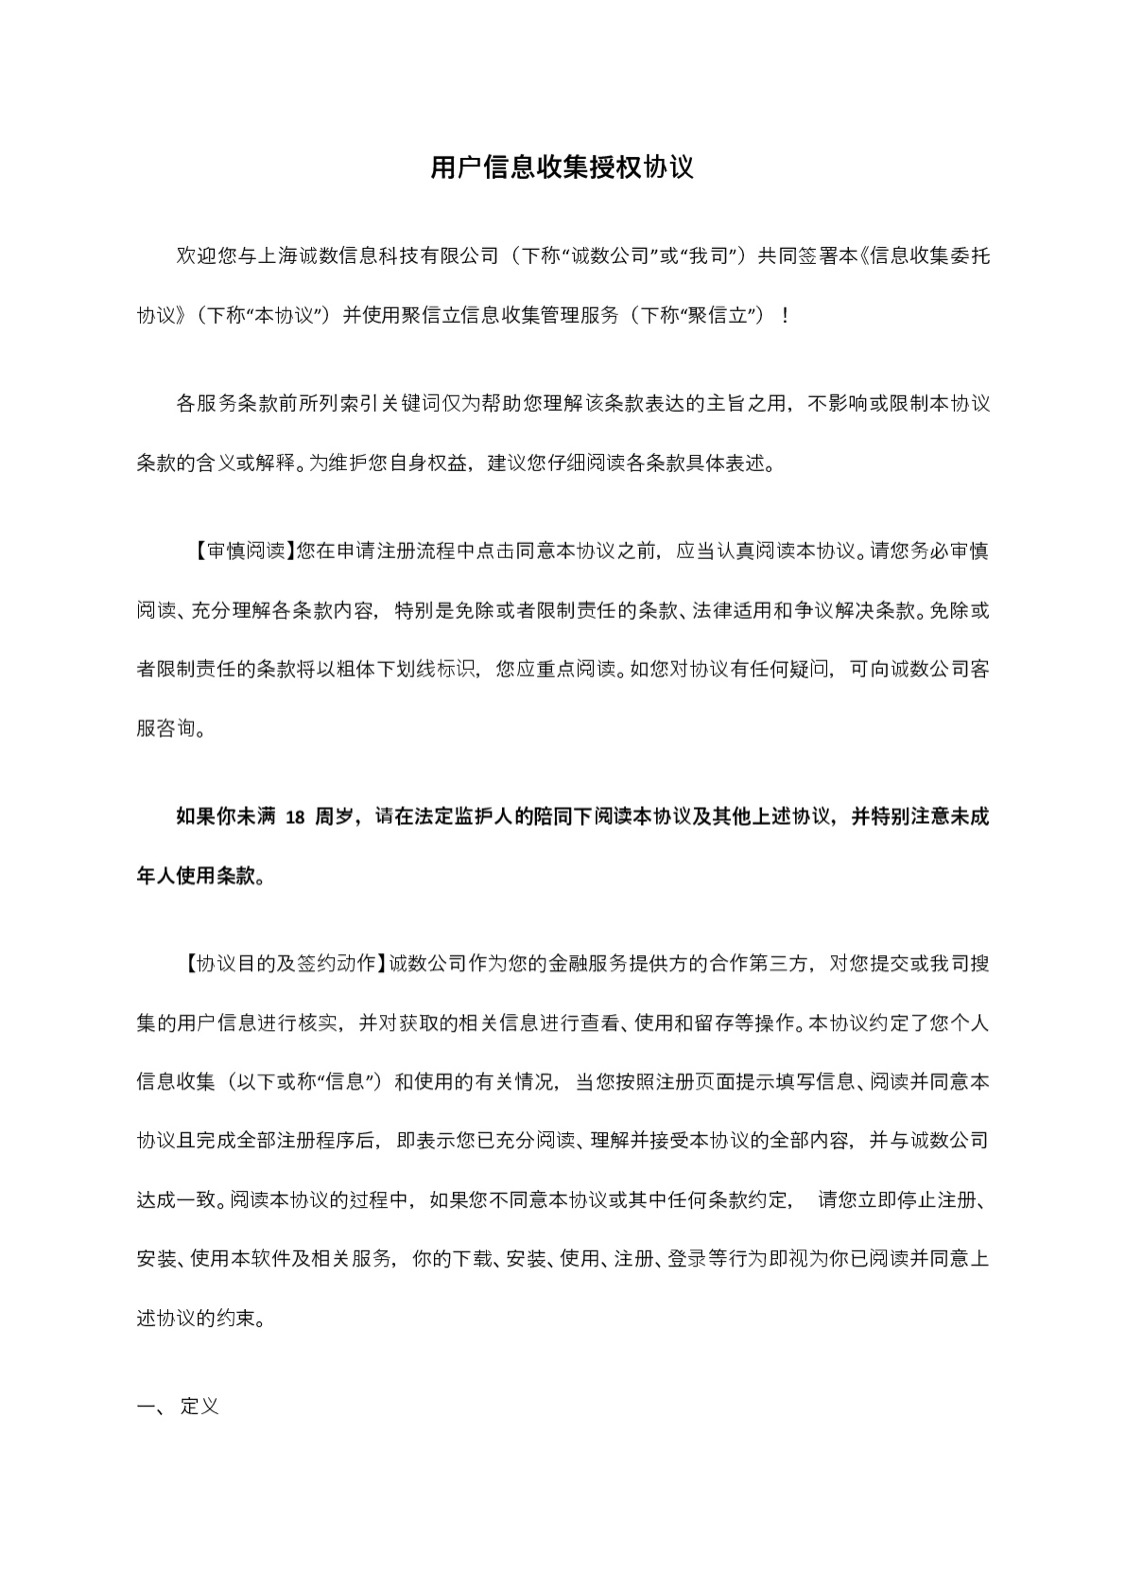 用户信息收集授权协议
欢迎您与上海诚数信息科技有限公司（下称“诚数公司”或“我司”）共同签署本《信息收集委托
协议》（下称“本协议”）并使用聚信立信息收集管理服务（下称“聚信立”）！
各服务条款前所列索引关键词仅为帮助您理解该条款表达的主旨之用，不影响或限制本协议
条款的含义或解释。为维护您自身权益，建议您仔细阅读各条款具体表述。
【审慎阅读】您在申请注册流程中点击同意本协议之前，应当认真阅读本协议。请您务必审慎
阅读、充分理解各条款内容，特别是免除或者限制责任的条款、法律适用和争议解决条款。免除或
者限制责任的条款将以粗体下划线标识，您应重点阅读。如您对协议有任何疑问，可向诚数公司客
服咨询。
如果你未满 18 周岁，请在法定监护人的陪同下阅读本协议及其他上述协议，并特别注意未成
年人使用条款。
【协议目的及签约动作】诚数公司作为您的金融服务提供方的合作第三方，对您提交或我司搜
集的用户信息进行核实，并对获取的相关信息进行查看、使用和留存等操作。本协议约定了您个人
信息收集（以下或称“信息”）和使用的有关情况，当您按照注册页面提示填写信息、阅读并同意本
协议且完成全部注册程序后，即表示您已充分阅读、理解并接受本协议的全部内容，并与诚数公司
达成一致。阅读本协议的过程中，如果您不同意本协议或其中任何条款约定， 请您立即停止注册、
安装、使用本软件及相关服务，你的下载、安装、使用、注册、登录等行为即视为你已阅读并同意上
述协议的约束。
一、 定义